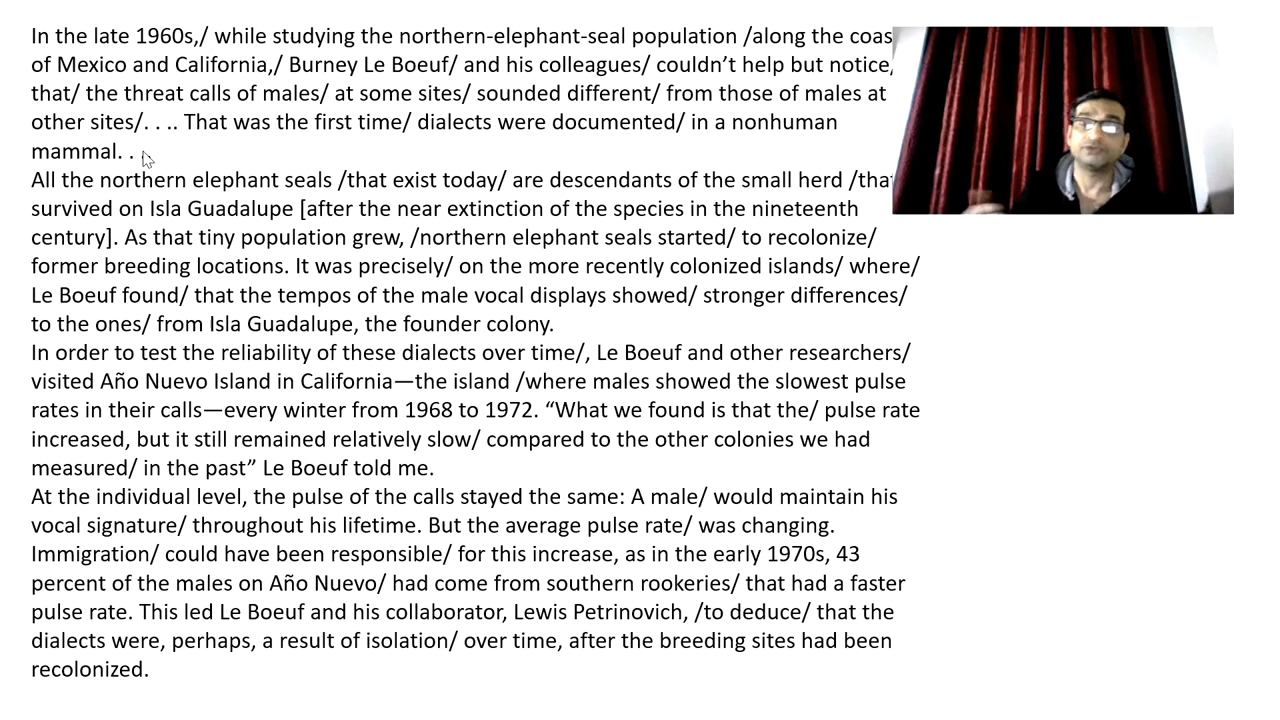 In the late 1960s,/ while studying the northern-elephant-seal population /along the coas
of Mexico and California,/ Burney Le Boeuf/ and his colleagues/ couldn’t help but notice,
that/ the threat calls of males/ at some sites/ sounded different/ from those of males at
other sites/. . .. That was the first time/ dialects were documented/ in a nonhuman
mammal. . .
All the northern elephant seals /that exist today/ are descendants of the small herd /that
survived on Isla Guadalupe [after the near extinction of the species in the nineteenth
century]. As that tiny population grew, /northern elephant seals started/ to recolonize/
former breeding locations. It was precisely/ on the more recently colonized islands/ where/
Le Boeuf found/ that the tempos of the male vocal displays showed/ stronger differences/
to the ones/ from Isla Guadalupe, the founder colony.
In order to test the reliability of these dialects over time/, Le Boeuf and other researchers/
visited Año Nuevo Island in California—the island /where males showed the slowest pulse
rates in their calls—every winter from 1968 to 1972. “What we found is that the/ pulse rate
increased, but it still remained relatively slow/ compared to the other colonies we had
measured/ in the past” Le Boeuf told me.
At the individual level, the pulse of the calls stayed the same: A male/ would maintain his
vocal signature/ throughout his lifetime. But the average pulse rate/ was changing.
Immigration/ could have been responsible/ for this increase, as in the early 1970s, 43
percent of the males on Año Nuevo/ had come from southern rookeries/ that had a faster
pulse rate. This led Le Boeuf and his collaborator, Lewis Petrinovich, /to deduce/ that the
dialects were, perhaps, a result of isolation/ over time, after the breeding sites had been
recolonized.